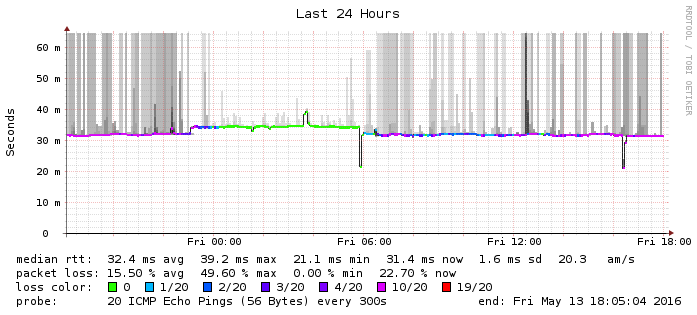 Last 24 Hours
RRDTOOL / TOBI OETIKER
Seconds
60 m
50 m
40 m
30 m
20 m
10 m
0
Fri 00:00 Fri 06:00 Fri 12:00 Fri 18:00
median rtt: 32.4 ms avg 39.2 ms max 21.1 ms min 31.4 ms now 1.6 ms sd 20.3 am/s
packet loss: 15.50 % avg 49.60 % max 0.00 % min 22.70 % now
loss color: 0 1/20 2/20 3/20 4/20 10/20 19/20
probe: 20 ICMP Echo Pings (56 Bytes) every 300s end: Fri May 13 18:05:04 2016